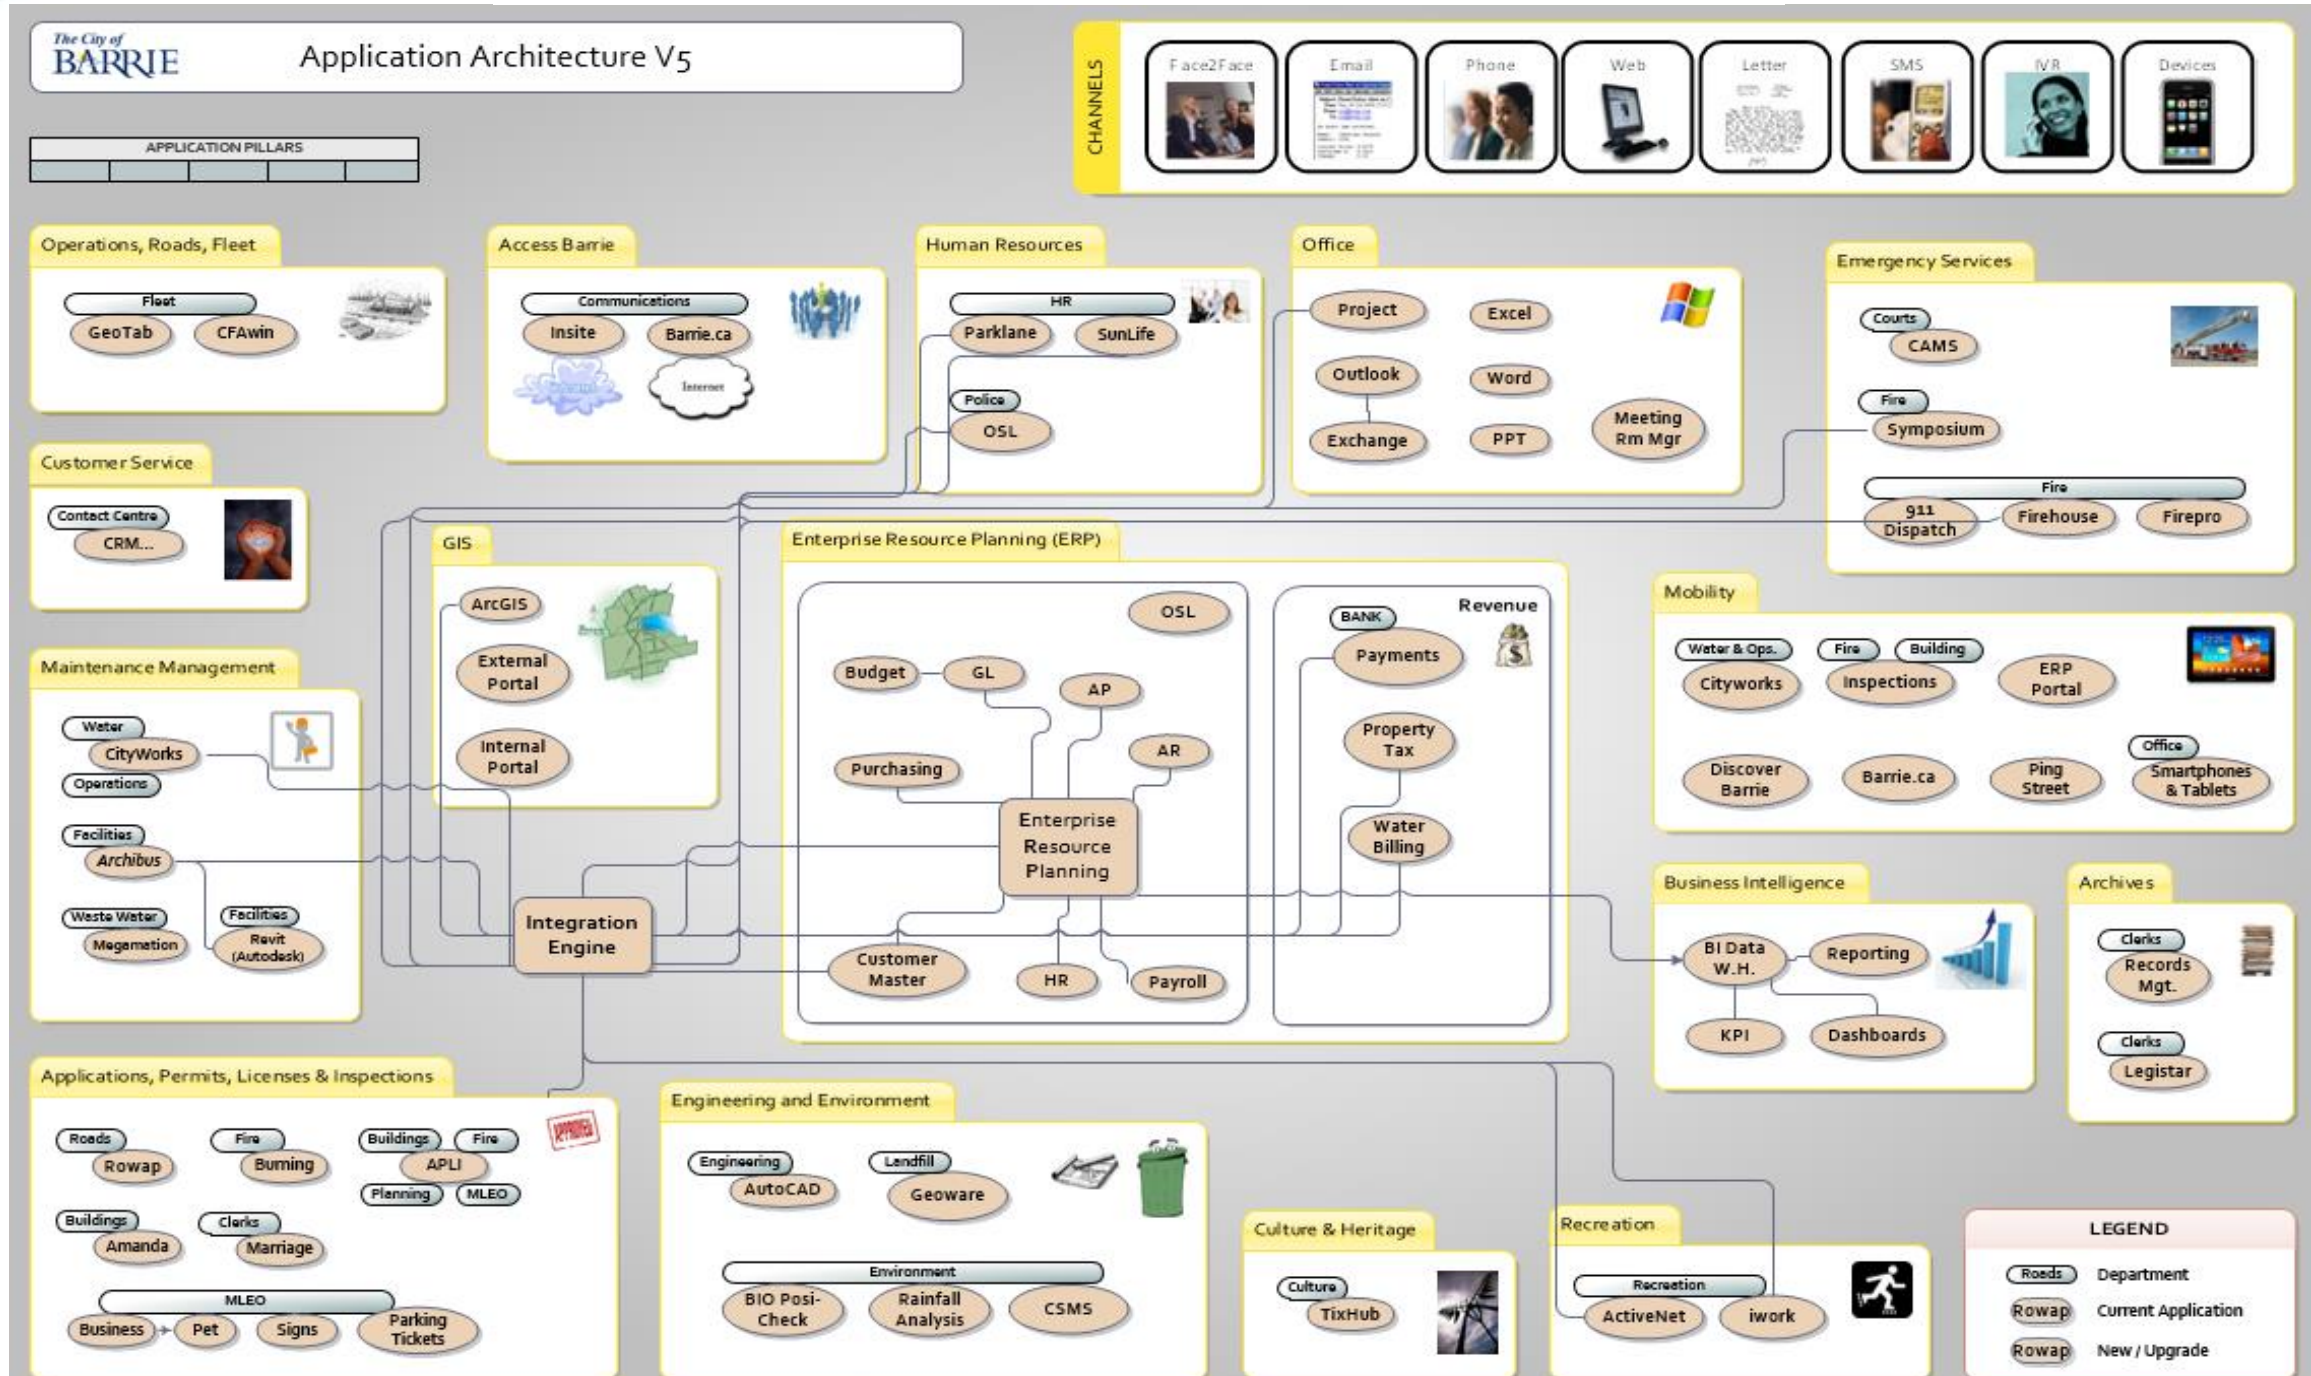 The City of
BARRIE
Application Architecture V5
APPLICATION PILLARS
CHANNELS
Face2Face
Email
Phone
Web
Letter
SMS
IVR
Devices
Operations, Roads, Fleet
Fleet
GeoTab
CFAwin
Access Barrie
Communications
Insite
Barrie.ca
Internet
Human Resources
HR
Parklane
SunLife
Police
OSL
Office
Project
Excel
Outlook
Word
Exchange
PPT
Meeting
Rm Mgr
Emergency Services
Courts
CAMS
Fire
Symposium
Fire
911
Dispatch
Firehouse
Firepro
Customer Service
Contact Centre
CRM...
GIS
ArcGIS
External
Portal
Internal
Portal
Enterprise Resource Planning (ERP)
OSL
Budget
GL
AP
AR
Purchasing
Enterprise
Resource
Planning
Customer
Master
HR
Payroll
Revenue
BANK
Payments
Property
Tax
Water
Billing
Mobility
Water & Ops.
Cityworks
Fire
Building
Inspections
ERP
Portal
Discover
Barrie
Barrie.ca
Ping
Street
Office
Smartphones
& Tablets
Maintenance Management
Water
CityWorks
Operations
Facilities
Archibus
Waste Water
Megamation
Facilities
Revit
(Autodesk)
Integration
Engine
Business Intelligence
BI Data
W.H.
Reporting
KPI
Dashboards
Archives
Clerks
Records
Mgt.
Clerks
Legistar
Applications, Permits, Licenses & Inspections
Roads
Rowap
Fire
Burning
Buildings
Fire
APLI
Planning
MLEO
APPROVED
Buildings
Amanda
Clerks
Marriage
MLEO
Business
Pet
Signs
Parking
Tickets
Engineering and Environment
Engineering
AutoCAD
Landfill
Geoware
Environment
BIO Posi-
Check
Rainfall
Analysis
CSMS
Culture & Heritage
Culture
TixHub
Recreation
Recreation
ActiveNet
iwork
LEGEND
Roads
Department
Rowap
Current Application
Rowap
New / Upgrade